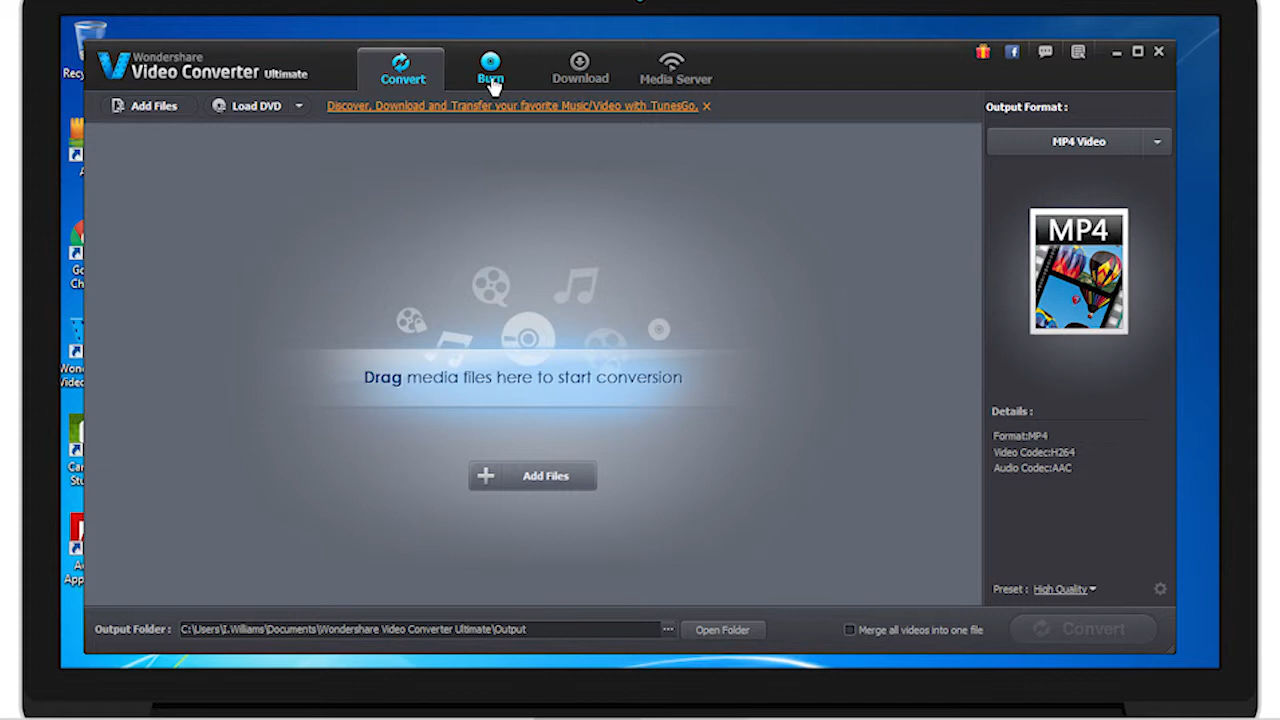 Wondershare
Video Converter Ultimate
Convert
Burn
Download
Media Server
Add Files
Load DVD
Discover, Download and Transfer your favorite Music/Video with TunesGo.
Output Format :
MP4 Video
MP4
Drag media files here to start conversion
Add Files
Details :
Format:MP4
Video Codec:H264
Audio Codec:AAC
Preset : High Quality
Output Folder : C:\Users\I.Williams\Documents\Wondershare Video Converter Ultimate\Output
Open Folder
Merge all videos into one file
Convert